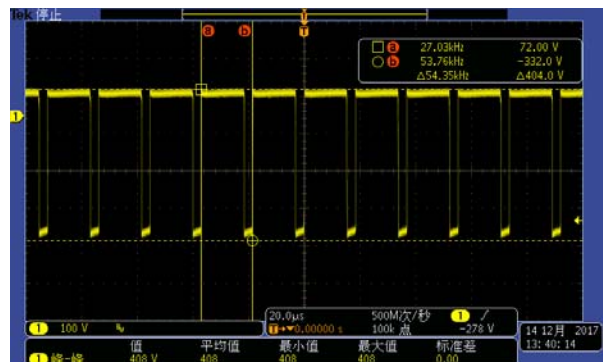 Tek 停止
a b T
a 27.03kHz 72.00 V
b 53.76kHz -332.0 V
Δ54.35kHz Δ404.0 V
1
1 100 V
20.0μs 500M次/秒 1
T→▼0.00000 s 100k 点 -278 V
14 12月 2017
13: 40: 14
值 平均值 最小值 最大值 标准差
1 峰-峰 408 V 408 408 408 0.00